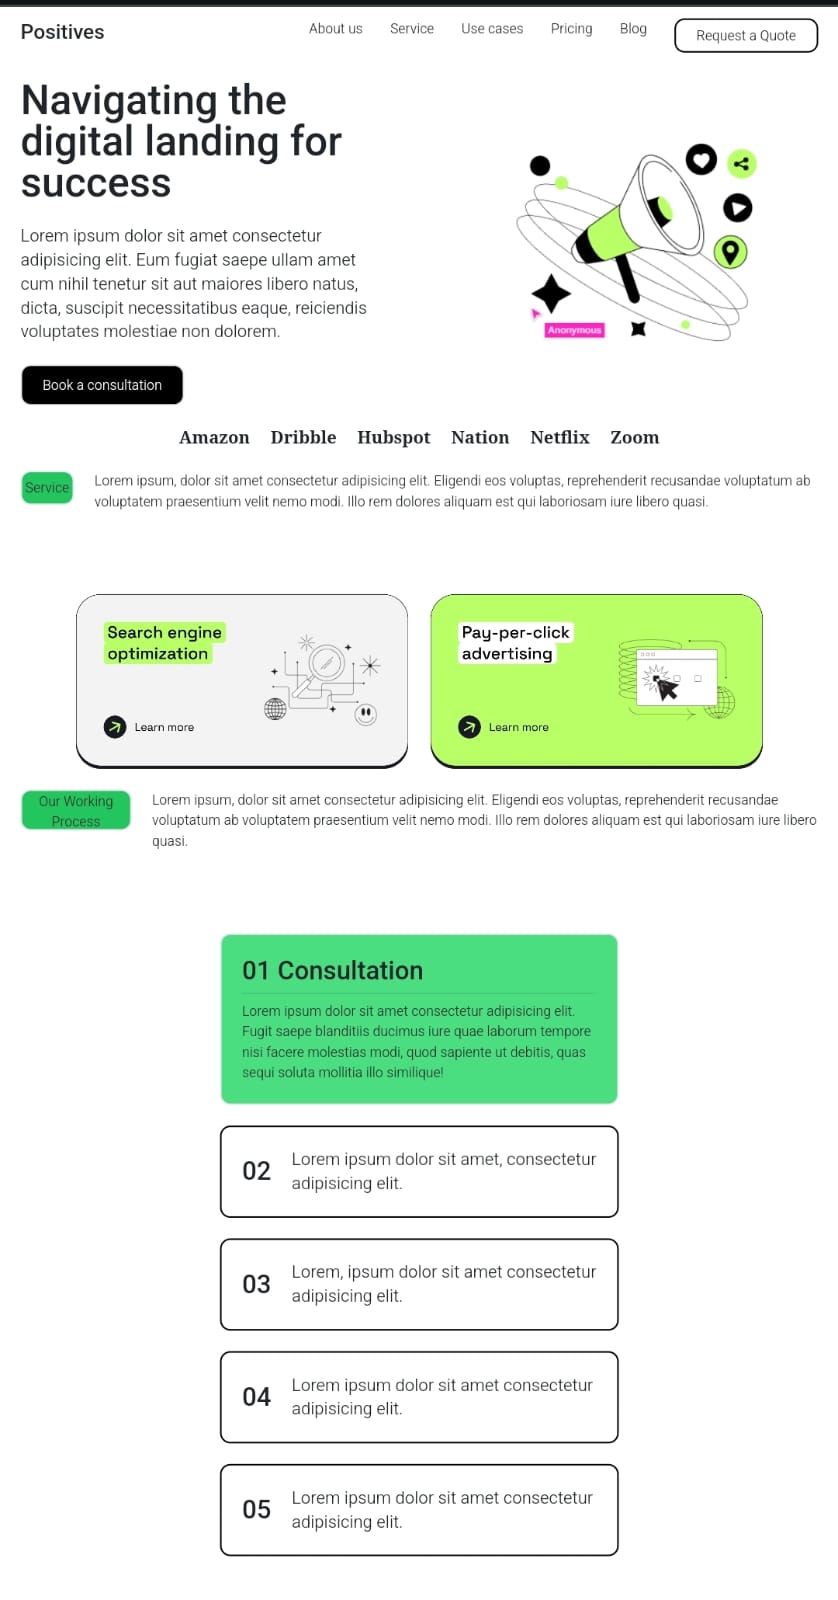 Positives
About us Service Use cases Pricing Blog Request a Quote
Navigating the
digital landing for
success
Lorem ipsum dolor sit amet consectetur
adipisicing elit. Eum fugiat saepe ullam amet
cum nihil tenetur sit aut maiores libero natus,
dicta, suscipit necessitatibus eaque, reiciendis
voluptates molestiae non dolorem.
Anonymous
Book a consultation
Amazon Dribble Hubspot Nation Netflix Zoom
Service
Lorem ipsum, dolor sit amet consectetur adipisicing elit. Eligendi eos voluptas, reprehenderit recusandae voluptatum ab
voluptatem praesentium velit nemo modi. Illo rem dolores aliquam est qui laboriosam iure libero quasi.
Search engine
optimization
Learn more
Pay-per-click
advertising
Learn more
Our Working
Process
Lorem ipsum, dolor sit amet consectetur adipisicing elit. Eligendi eos voluptas, reprehenderit recusandae
voluptatum ab voluptatem praesentium velit nemo modi. Illo rem dolores aliquam est qui laboriosam iure libero
quasi.
01 Consultation
Lorem ipsum dolor sit amet consectetur adipisicing elit.
Fugit saepe blanditiis ducimus iure quae laborum tempore
nisi facere molestias modi, quod sapiente ut debitis, quas
sequi soluta mollitia illo similique!
02
Lorem ipsum dolor sit amet, consectetur
adipisicing elit.
03
Lorem, ipsum dolor sit amet consectetur
adipisicing elit.
04
Lorem ipsum dolor sit amet consectetur
adipisicing elit.
05
Lorem ipsum dolor sit amet consectetur
adipisicing elit.